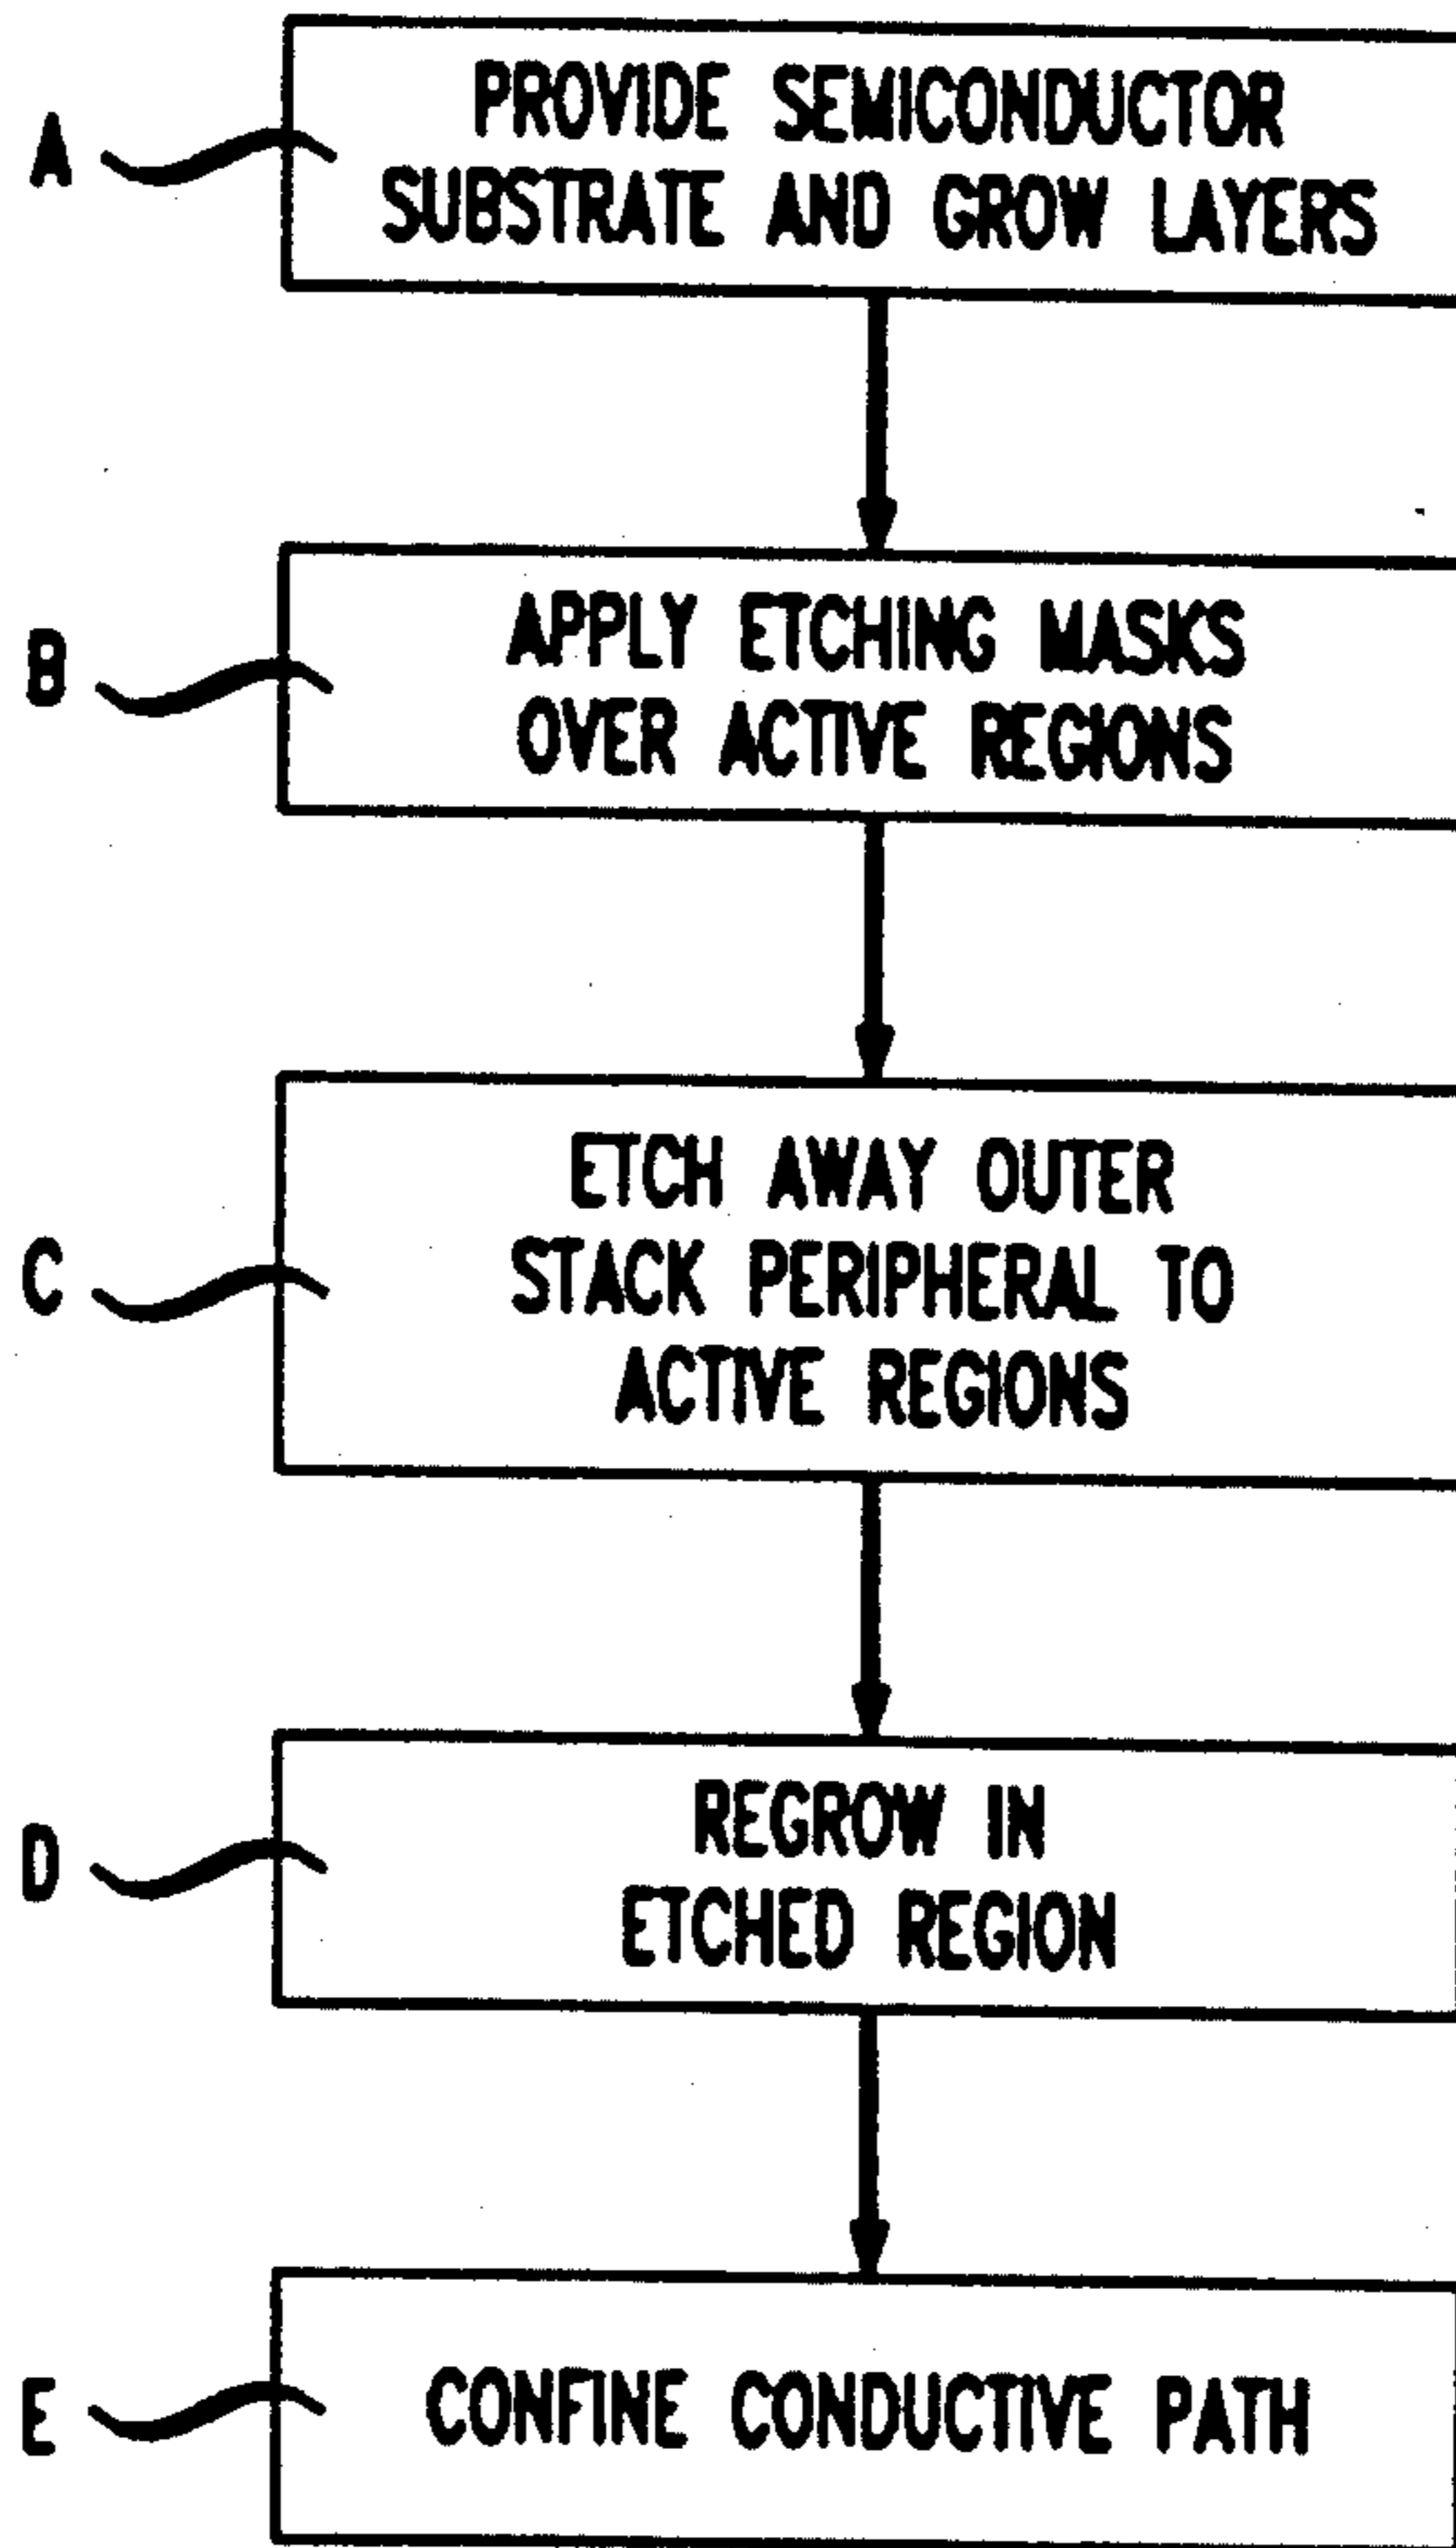 A
PROVIDE SEMICONDUCTOR
SUBSTRATE AND GROW LAYERS
B
APPLY ETCHING MASKS
OVER ACTIVE REGIONS
C
ETCH AWAY OUTER
STACK PERIPHERAL TO
ACTIVE REGIONS
D
REGROW IN
ETCHED REGION
E
CONFINE CONDUCTIVE PATH